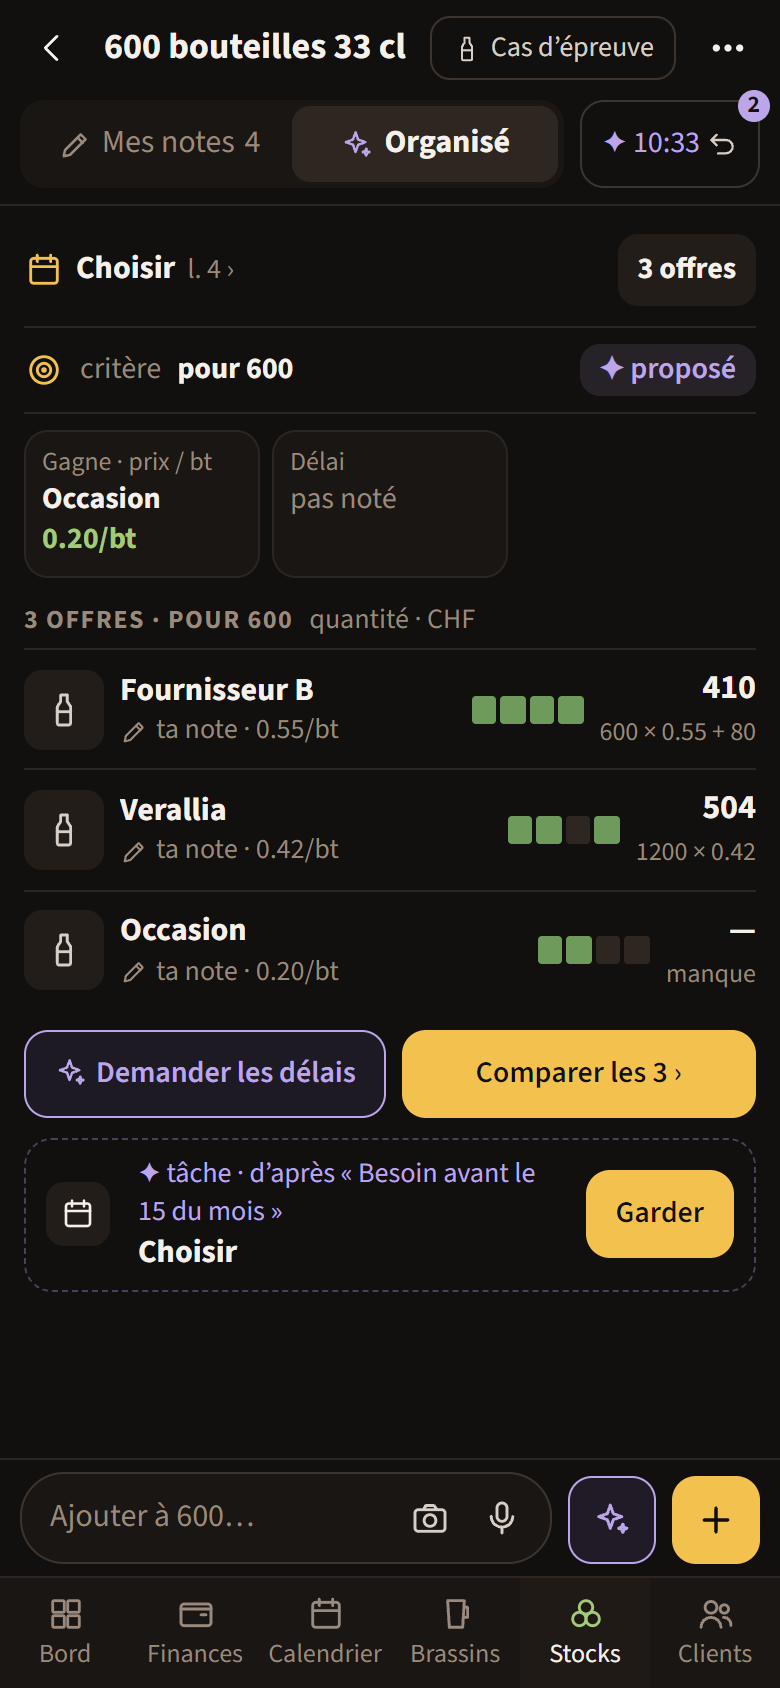 600 bouteilles 33 cl
Cas d’épreuve
Mes notes 4
Organisé
10:33
2
Choisir l. 4 ›
3 offres
critère pour 600
✦ proposé
Gagne · prix / bt
Occasion
0.20/bt
Délai
pas noté
3 OFFRES · POUR 600 quantité · CHF
Fournisseur B
ta note · 0.55/bt
410
600 × 0.55 + 80
Verallia
ta note · 0.42/bt
504
1200 × 0.42
Occasion
ta note · 0.20/bt
—
manque
Demander les délais
Comparer les 3 ›
✦ tâche · d’après « Besoin avant le
15 du mois »
Choisir
Garder
Ajouter à 600…
Bord
Finances
Calendrier
Brassins
Stocks
Clients